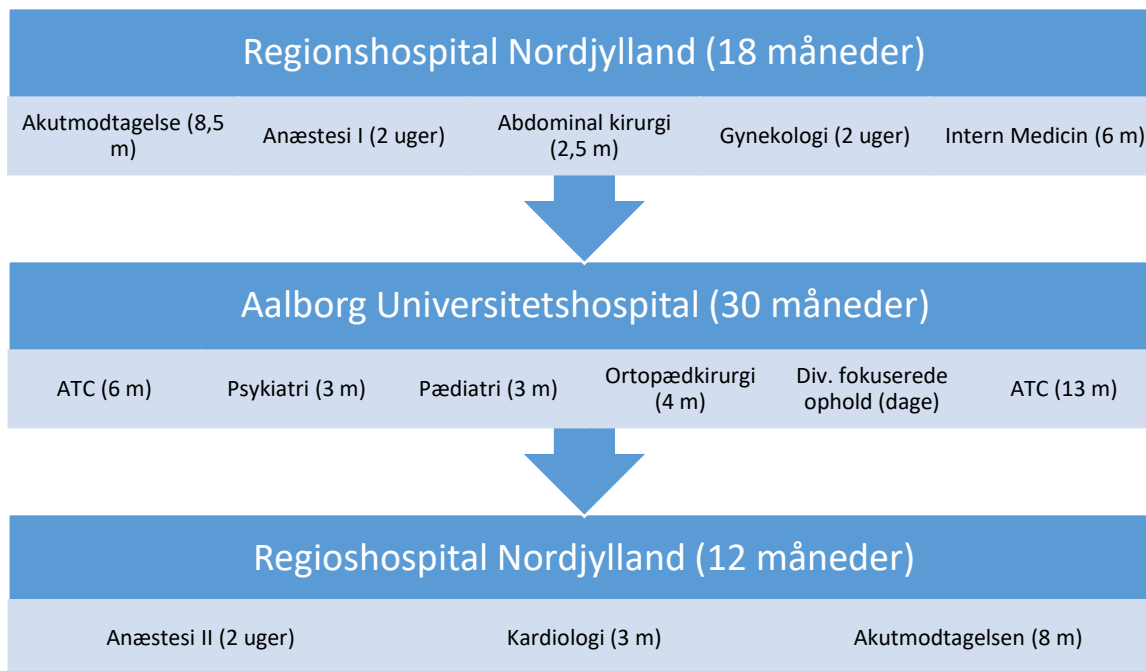 Regionshospital Nordjylland (18 måneder)
Akutmodtagelse (8,5
m)
Anæstesi I (2 uger)
Abdominal kirurgi
(2,5 m)
Gynekologi (2 uger)
Intern Medicin (6 m)
Aalborg Universitetshospital (30 måneder)
ATC (6 m)
Psykiatri (3 m)
Pædiatri (3 m)
Ortopædkirurgi
(4 m)
Div. fokuserede
ophold (dage)
ATC (13 m)
Regioshospital Nordjylland (12 måneder)
Anæstesi II (2 uger)
Kardiologi (3 m)
Akutmodtagelsen (8 m)